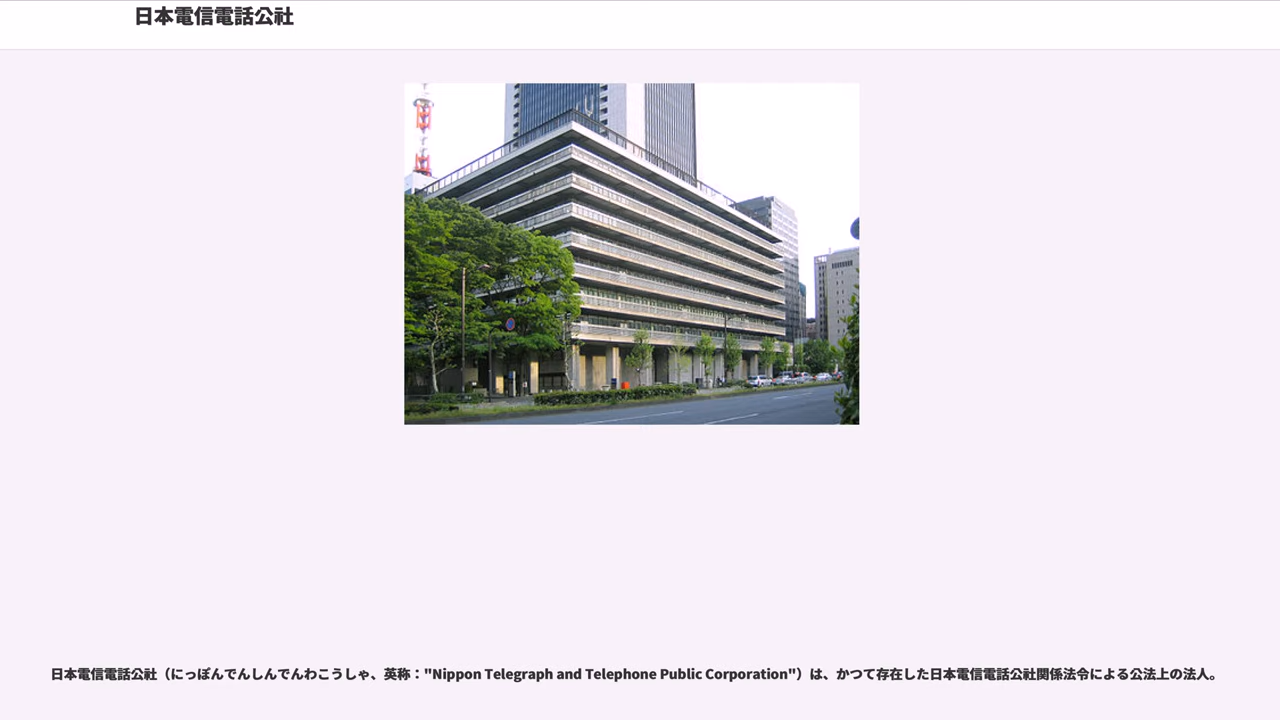 日本電信電話公社
日本電信電話公社（にっぽんでんしんでんわこうしゃ、英称："Nippon Telegraph and Telephone Public Corporation"）は、かつて存在した日本電信電話公社関係法令による公法上の法人。